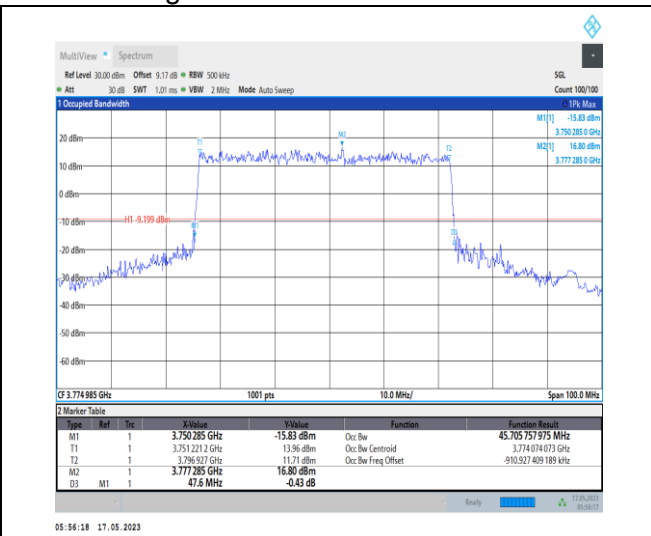 MultiView Spectrum
Ref Level 30.00 dBm Offset 9.17 dB RBW 500 kHz SGL
Att 30 dB SWT 1.01 ms VBW 2 MHz Mode Auto Sweep Count 100/100
1 Occupied Bandwidth 1Pk Max
M1[1] -15.83 dBm
3.750 285 0 GHz
M2[1] 16.80 dBm
3.777 285 0 GHz
M2
20 dBm
T1
T2
10 dBm
0 dBm
H1 -9.199 dBm
-10 dBm
M1
D3
-20 dBm
-30 dBm
-40 dBm
-50 dBm
-60 dBm
CF 3.774 985 GHz 1001 pts 10.0 MHz/ Span 100.0 MHz
2 Marker Table
Type Ref Trc X-Value Y-Value Function Function Result
M1 1 3.750 285 GHz -15.83 dBm Occ Bw 45.705 757 975 MHz
T1 1 3.751 221 2 GHz 13.96 dBm Occ Bw Centroid 3.774 074 073 GHz
T2 1 3.796 927 GHz 11.71 dBm Occ Bw Freq Offset -910.927 409 189 kHz
M2 1 3.777 285 GHz 16.80 dBm
D3 M1 1 47.6 MHz -0.43 dB
Ready 17.05.2023
05:56:17
05:56:18 17.05.2023